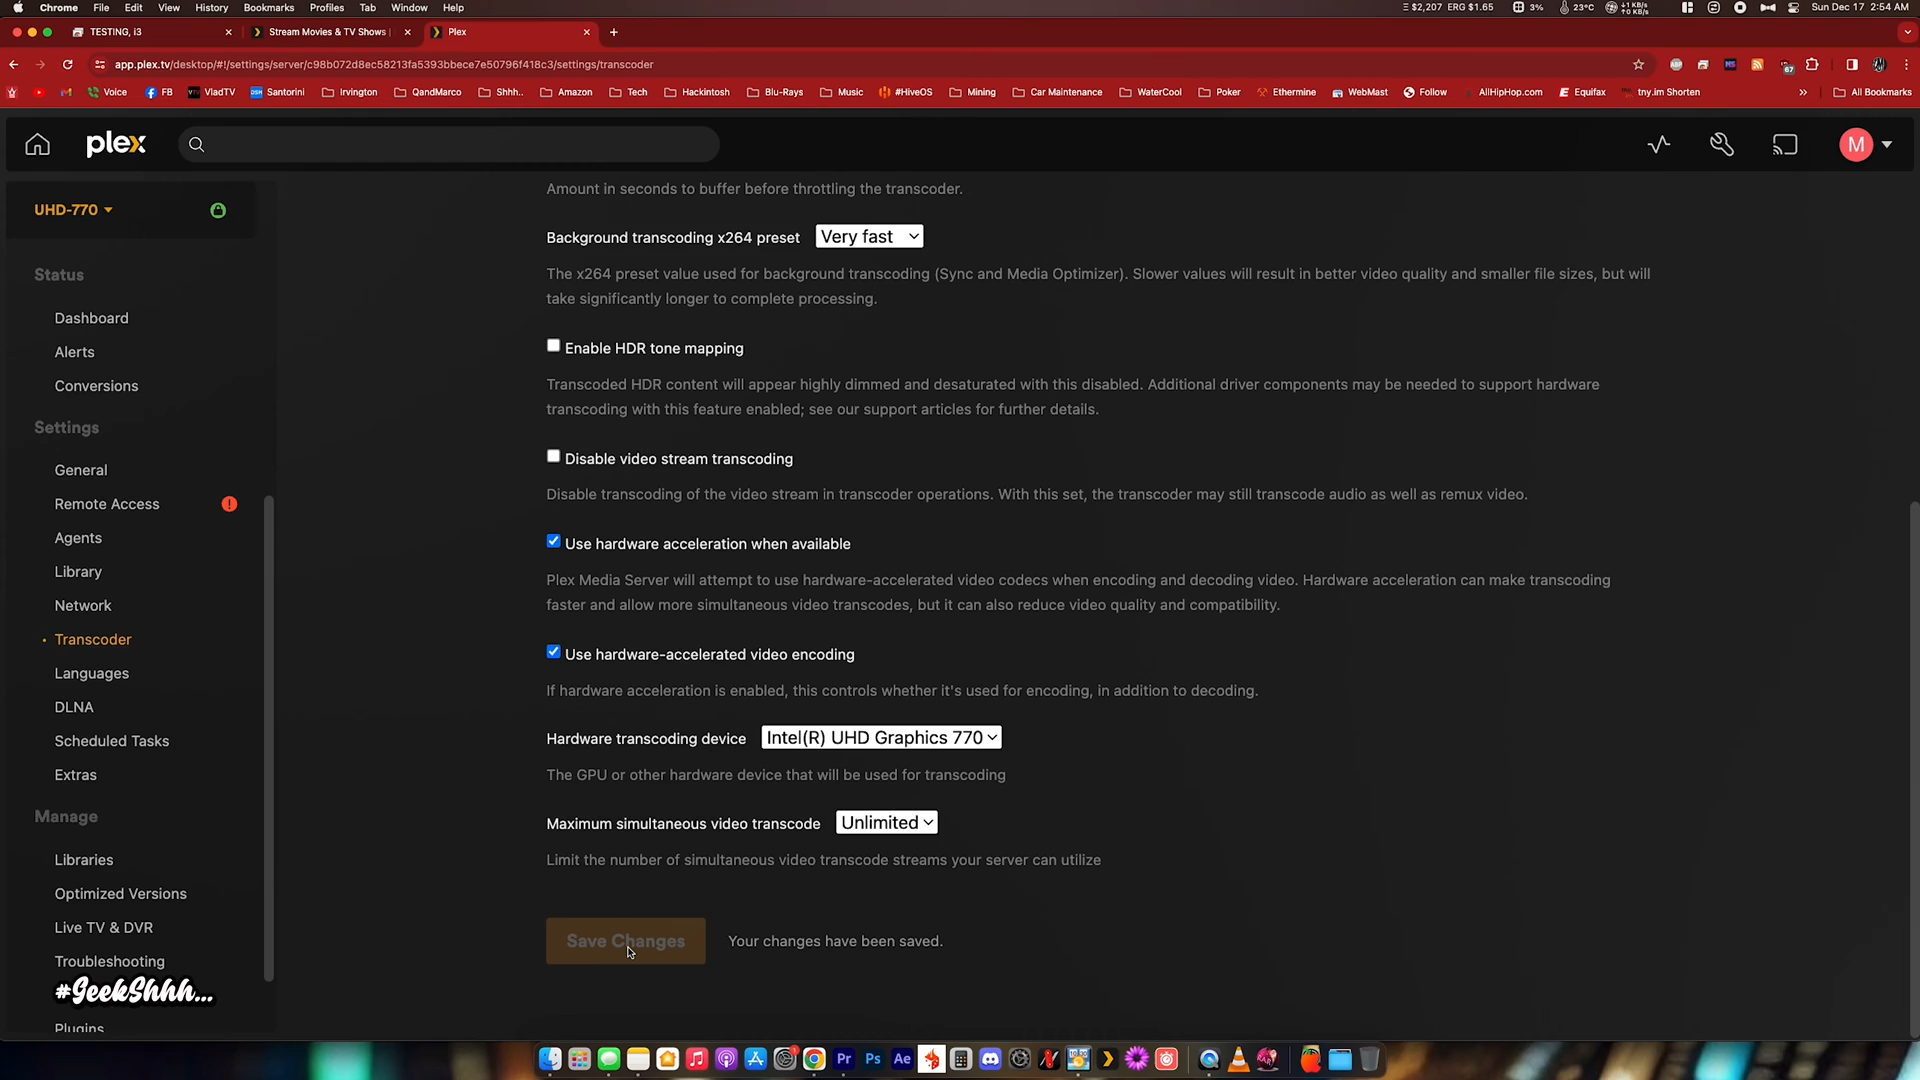 Chrome File Edit View History Bookmarks Profiles Tab Window Help
$2,207 ERG $1.65 3% 23°C Sun Dec 17 2:54 AM
TESTING, i3
Stream Movies & TV Shows |
Plex
app.plex.tv/desktop/#!/settings/server/c98b072d8ec58213fa5393bbece7e50796f418c3/settings/transcoder
67
Voice FB VladTV Santorini Irvington QandMarco Shhh.. Amazon Tech Hackintosh Blu-Rays Music #HiveOS Mining Car Maintenance WaterCool Poker Ethermine WebMast Follow AllHipHop.com Equifax tny.im Shorten All Bookmarks
plex
M
UHD-770
Status
Dashboard
Alerts
Conversions
Settings
General
Remote Access !
Agents
Library
Network
Transcoder
Languages
DLNA
Scheduled Tasks
Extras
Manage
Libraries
Optimized Versions
Live TV & DVR
Troubleshooting
#GeekShhh...
Plugins
Amount in seconds to buffer before throttling the transcoder.
Background transcoding x264 preset Very fast
The x264 preset value used for background transcoding (Sync and Media Optimizer). Slower values will result in better video quality and smaller file sizes, but will
take significantly longer to complete processing.
Enable HDR tone mapping
Transcoded HDR content will appear highly dimmed and desaturated with this disabled. Additional driver components may be needed to support hardware
transcoding with this feature enabled; see our support articles for further details.
Disable video stream transcoding
Disable transcoding of the video stream in transcoder operations. With this set, the transcoder may still transcode audio as well as remux video.
Use hardware acceleration when available
Plex Media Server will attempt to use hardware-accelerated video codecs when encoding and decoding video. Hardware acceleration can make transcoding
faster and allow more simultaneous video transcodes, but it can also reduce video quality and compatibility.
Use hardware-accelerated video encoding
If hardware acceleration is enabled, this controls whether it's used for encoding, in addition to decoding.
Hardware transcoding device Intel(R) UHD Graphics 770
The GPU or other hardware device that will be used for transcoding
Maximum simultaneous video transcode Unlimited
Limit the number of simultaneous video transcode streams your server can utilize
Save Changes Your changes have been saved.
Pr Ps Ae